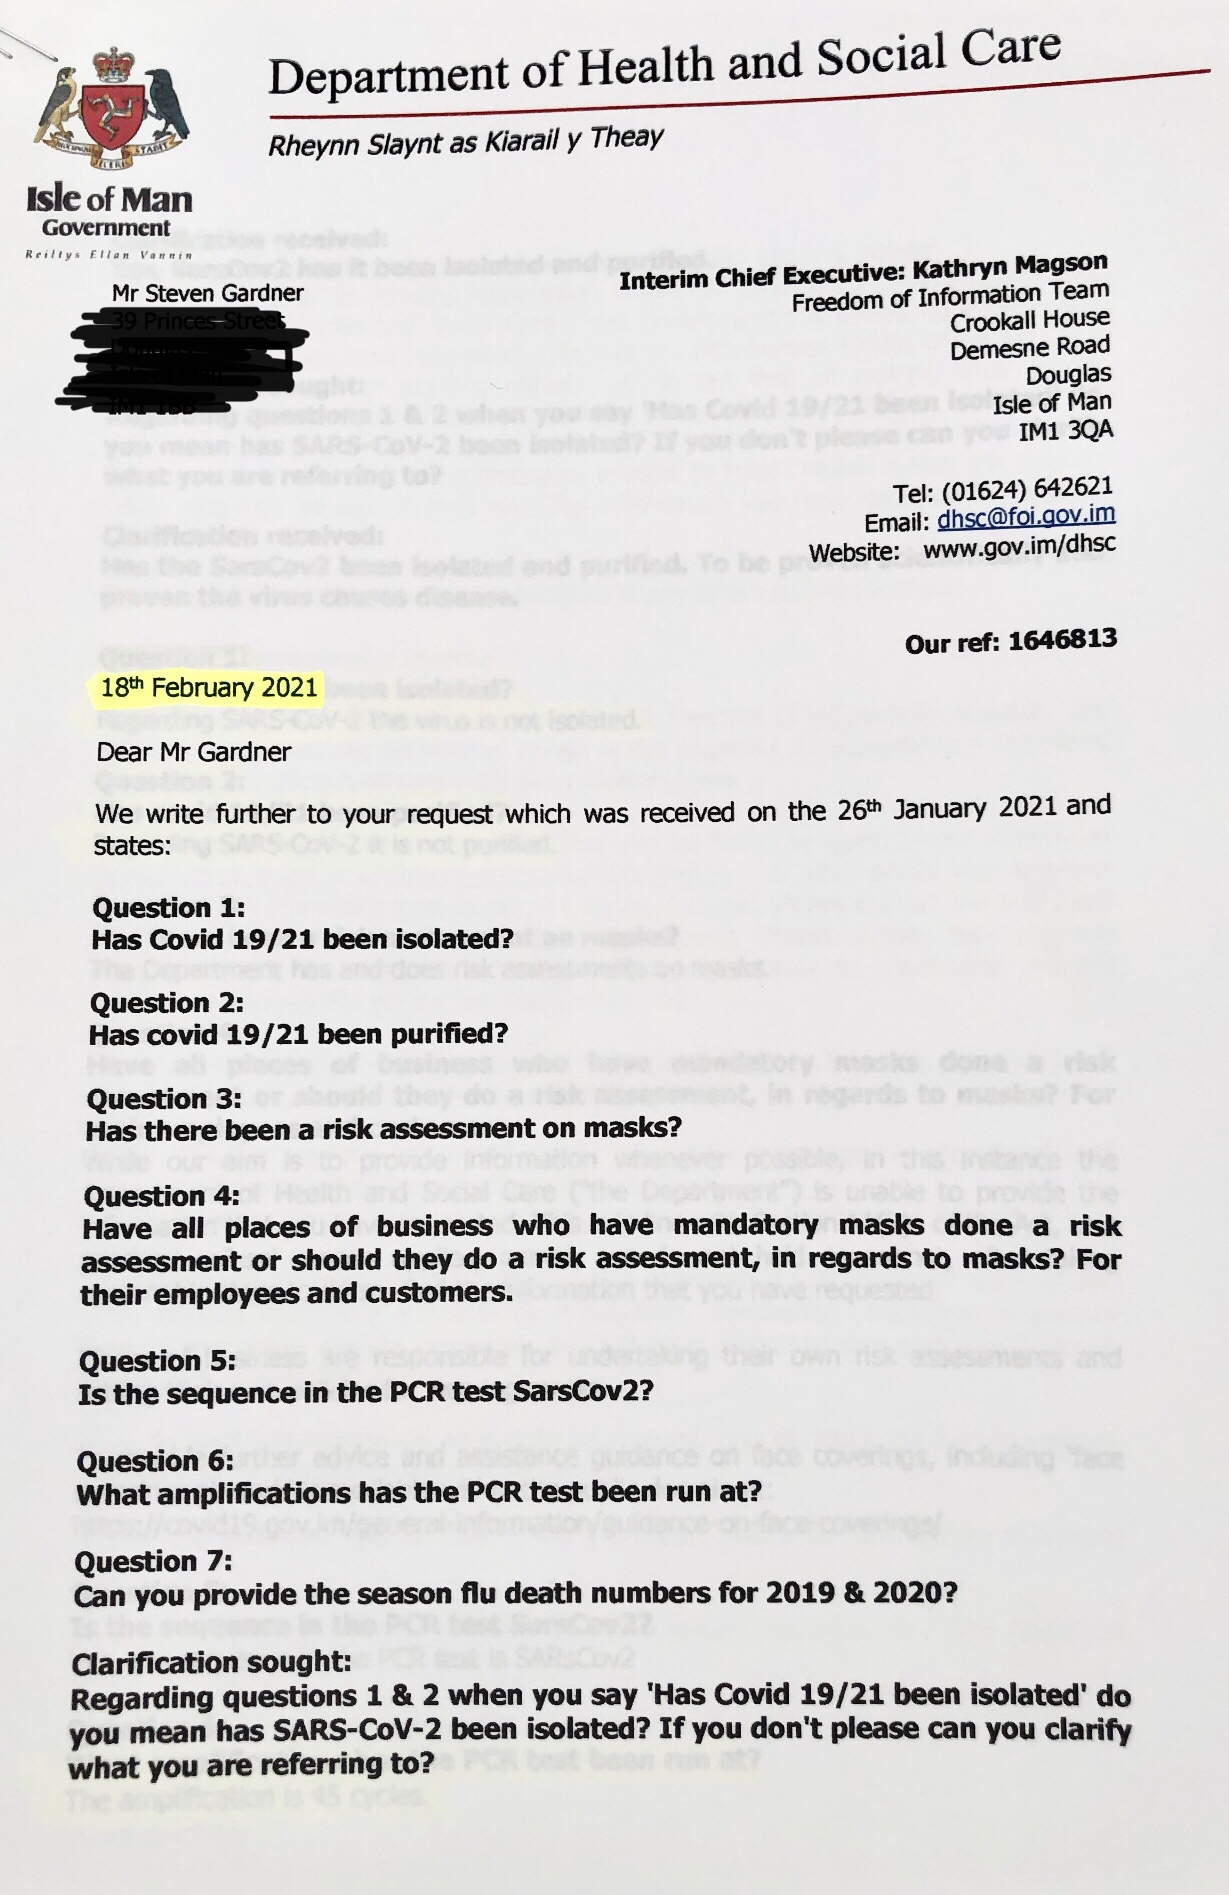 Department of Health and Social Care
Rheynn Slaynt as Kiarail y Theay
Isle of Man
Government
Reiltys Ellan Vannin
Mr Steven Gardner
Interim Chief Executive: Kathryn Magson
Freedom of Information Team
Crookall House
Demesne Road
Douglas
Isle of Man
IM1 3QA
Tel: (01624) 642621
Email: dhsc@foi.gov.im
Website: www.gov.im/dhsc
Our ref: 1646813
18th February 2021
Dear Mr Gardner
We write further to your request which was received on the 26th January 2021 and
states:
Question 1:
Has Covid 19/21 been isolated?
Question 2:
Has covid 19/21 been purified?
Question 3:
Has there been a risk assessment on masks?
Question 4:
Have all places of business who have mandatory masks done a risk
assessment or should they do a risk assessment, in regards to masks? For
their employees and customers.
Question 5:
Is the sequence in the PCR test SarsCov2?
Question 6:
What amplifications has the PCR test been run at?
Question 7:
Can you provide the season flu death numbers for 2019 & 2020?
Clarification sought:
Regarding questions 1 & 2 when you say 'Has Covid 19/21 been isolated' do
you mean has SARS-CoV-2 been isolated? If you don't please can you clarify
what you are referring to?